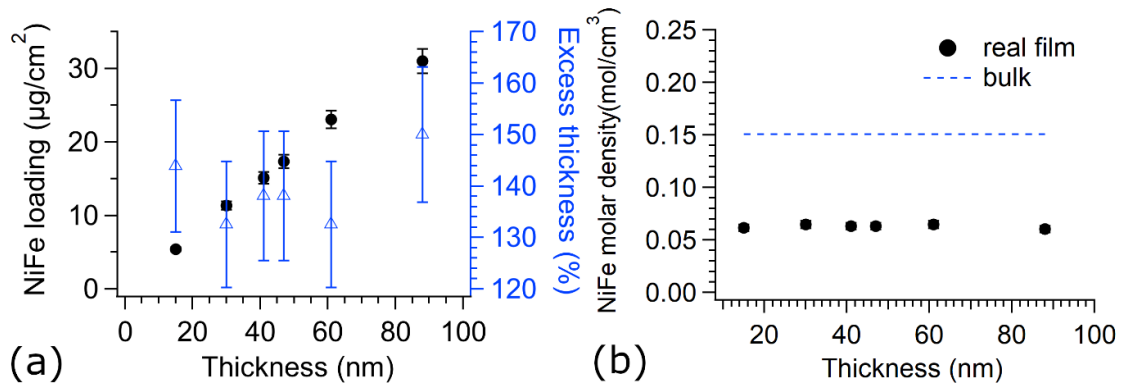 NiFe loading (µg/cm²)
30
20
10
0
0 20 40 60 80 100
Thickness (nm)
170
160
150
140
130
120
Excess thickness (%)
(a)
NiFe molar density(mol/cm³)
0.25
0.20
0.15
0.10
0.05
0.00
real film
bulk
20 40 60 80 100
Thickness (nm)
(b)